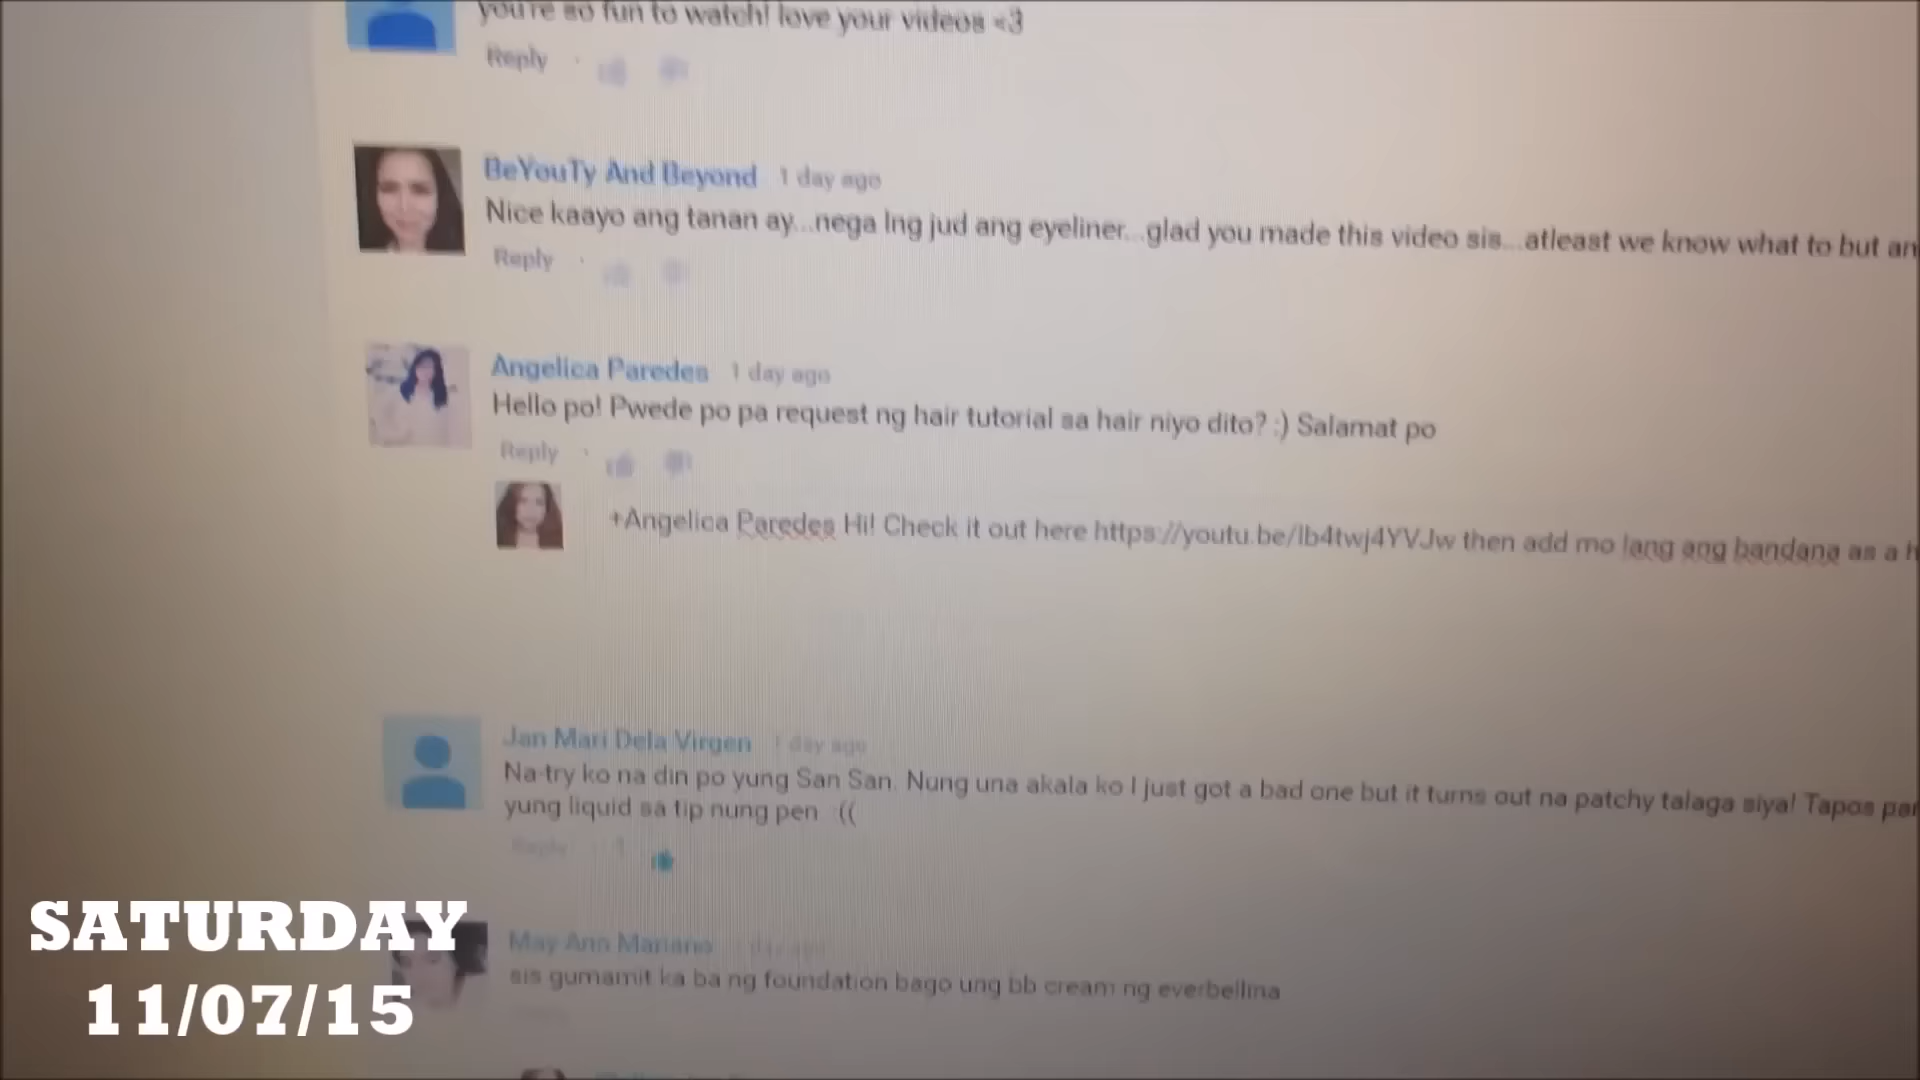 you're so fun to watch! love your videos <3
Reply
BeYouTy And Beyond 1 day ago
Nice kaayo ang tanan ay...nega lng jud ang eyeliner...glad you made this video sis...atleast we know what to but an
Reply
Angelica Paredes 1 day ago
Hello po! Pwede po pa request ng hair tutorial sa hair niyo dito? :) Salamat po
Reply
+Angelica Paredes Hi! Check it out here https://youtu.be/lb4twj4YVJw then add mo lang ang bandana as a h
Jan Mari Dela Virgen 1 day ago
Na-try ko na din po yung San San. Nung una akala ko I just got a bad one but it turns out na patchy talaga siya! Tapos par
yung liquid sa tip nung pen :((
Reply 1
May Ann Mariano day ago
sis gumamit ka ba ng foundation bago ung bb cream ng everbellina
SATURDAY
11/07/15